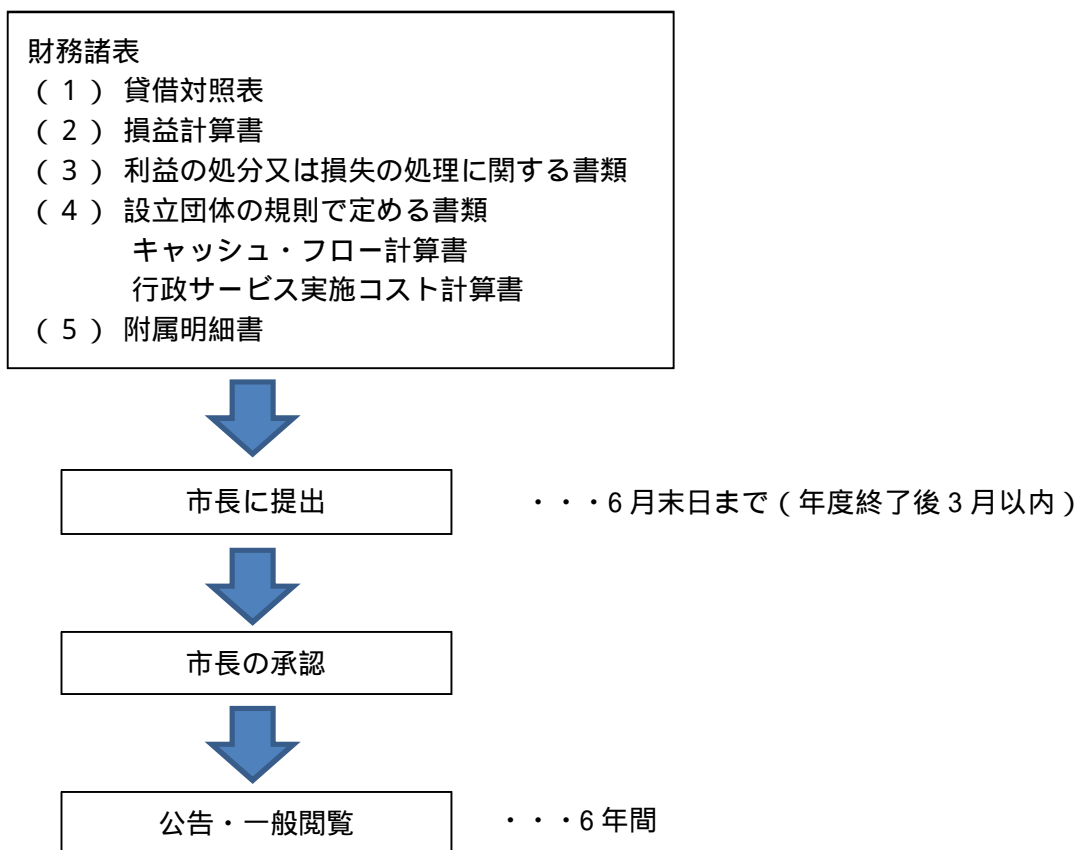 財務諸表
（１） 貸借対照表
（２） 損益計算書
（３） 利益の処分又は損失の処理に関する書類
（４） 設立団体の規則で定める書類
キャッシュ・フロー計算書
行政サービス実施コスト計算書
（５） 附属明細書
市長に提出　・・・6月末日まで（年度終了後3月以内）
市長の承認
公告・一般閲覧　・・・6年間